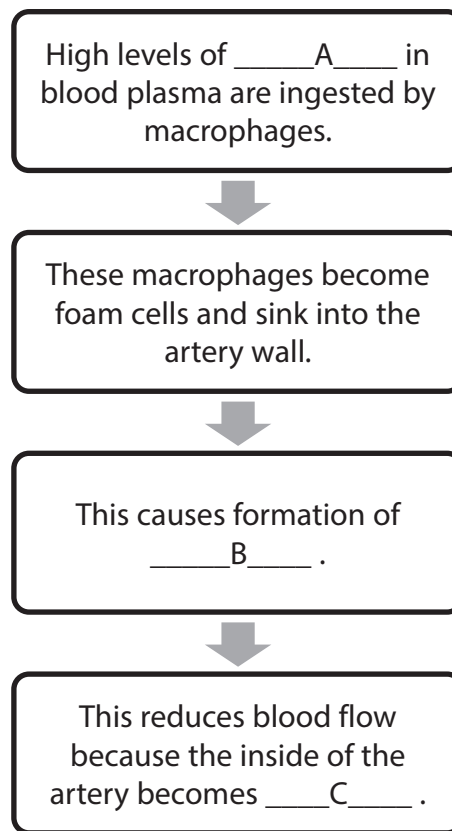 High levels of _____A____ in
blood plasma are ingested by
macrophages.
These macrophages become
foam cells and sink into the
artery wall.
This causes formation of
_____B____ .
This reduces blood flow
because the inside of the
artery becomes ____C____ .